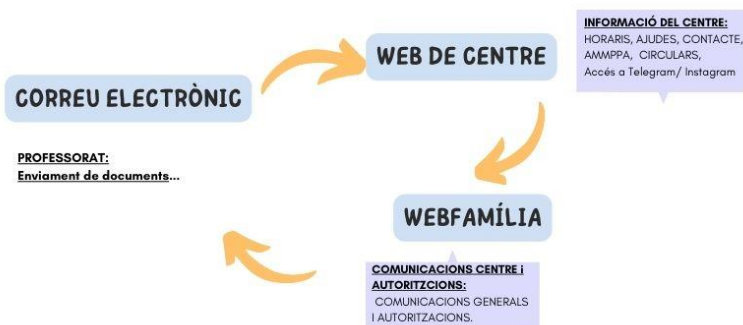 INFORMACIÓ DEL CENTRE:
HORARIS, AJUDES, CONTACTE,
AMMPPA, CIRCULARS,
Accés a Telegram/ Instagram
WEB DE CENTRE
CORREU ELECTRÒNIC
PROFESSORAT:
Enviament de documents...
WEBFAMÍLIA
COMUNICACIONS CENTRE i
AUTORITZCIONS:
COMUNICACIONS GENERALS
I AUTORITZACIONS.